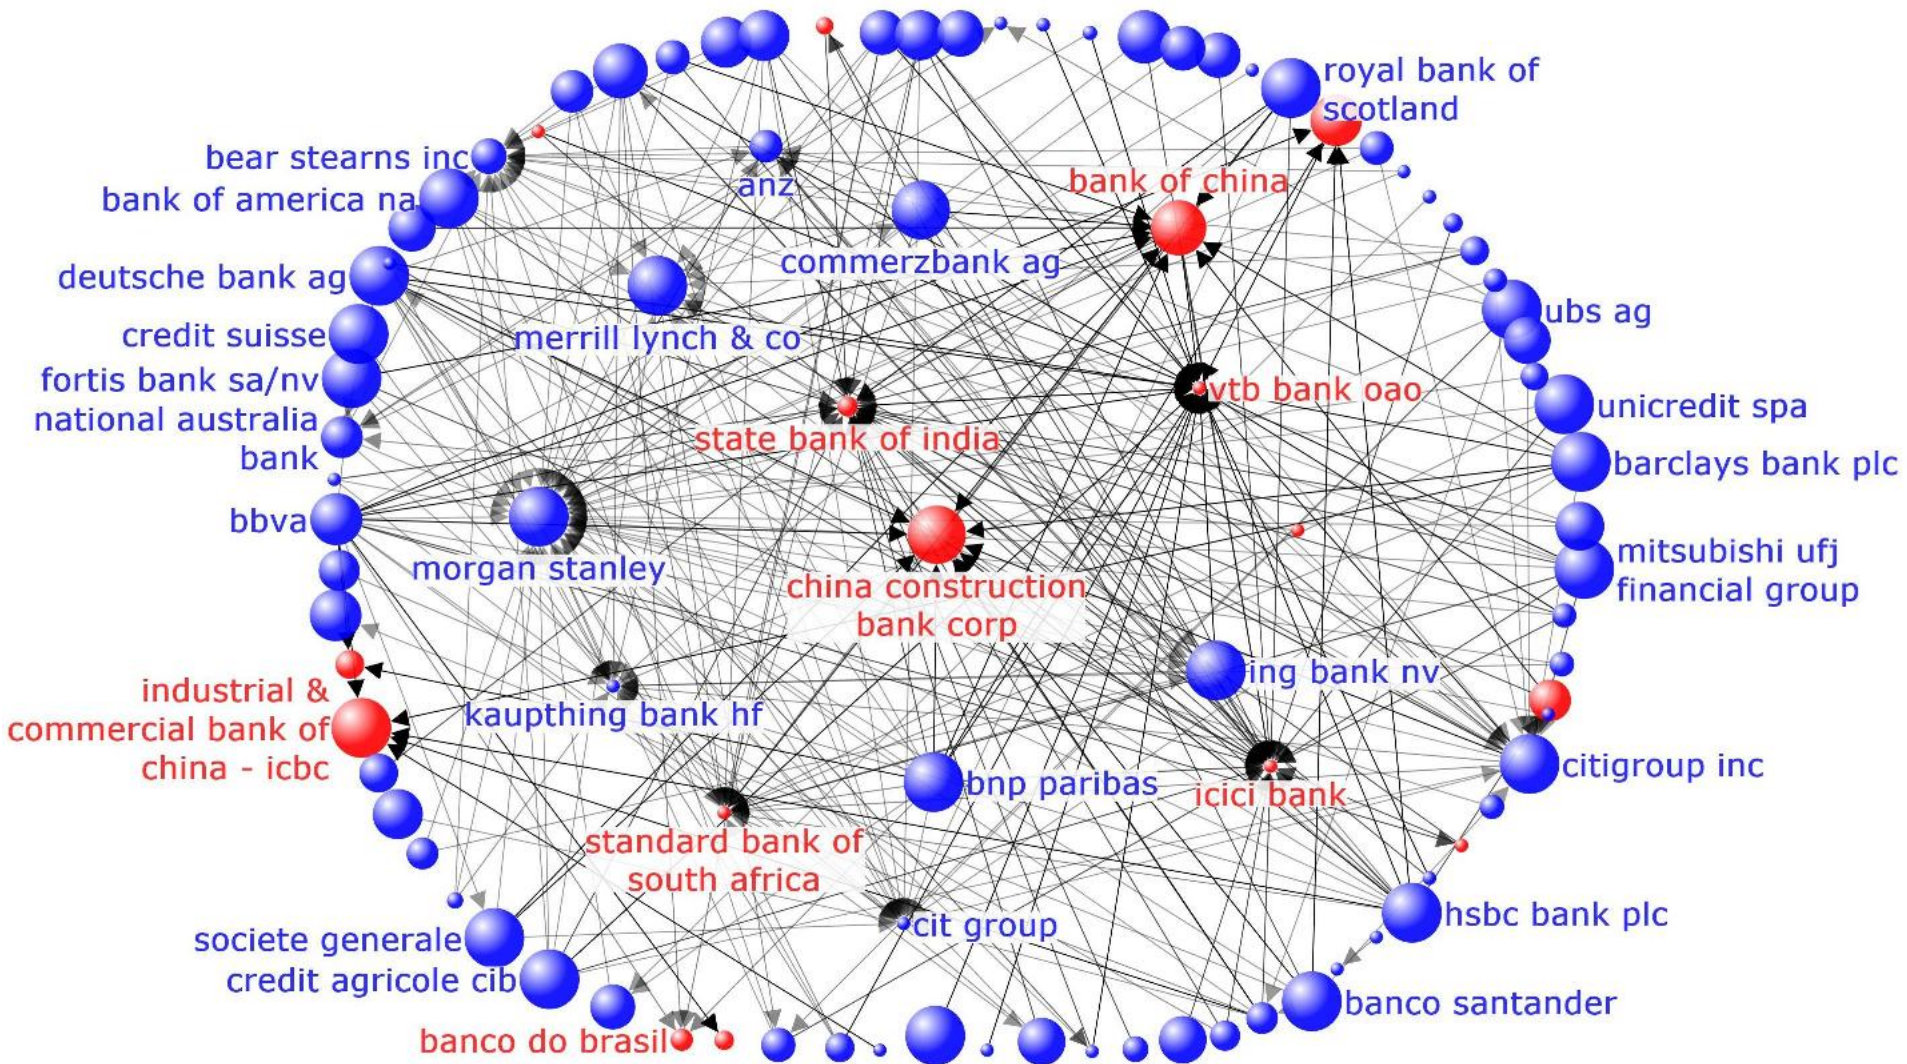 royal bank of
scotland
bear stearns inc
bank of america na
anz
bank of china
commerzbank ag
deutsche bank ag
ubs ag
credit suisse
merrill lynch & co
fortis bank sa/nv
vtb bank oao
national australia
bank
unicredit spa
state bank of india
barclays bank plc
bbva
morgan stanley
china construction
bank corp
mitsubishi ufj
financial group
industrial &
commercial bank of
china - icbc
kaupthing bank hf
ing bank nv
bnp paribas
icici bank
citigroup inc
standard bank of
south africa
cit group
hsbc bank plc
societe generale
credit agricole cib
banco santander
banco do brasil